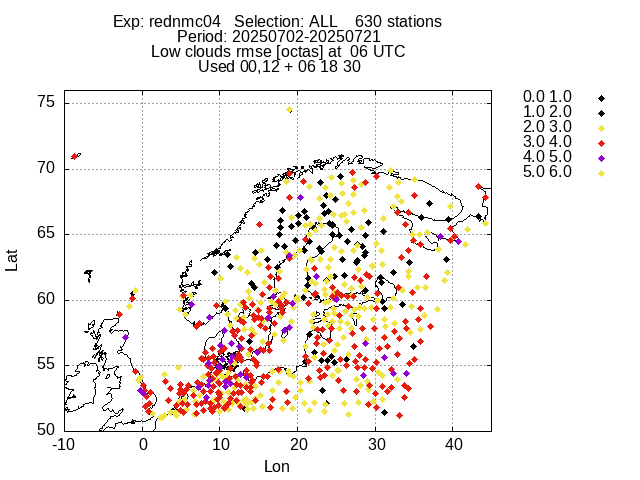 Exp: rednmc04 Selection: ALL 630 stations
Period: 20250702-20250721
Low clouds rmse [octas] at 06 UTC
Used 00,12 + 06 18 30
0.0 1.0
1.0 2.0
2.0 3.0
3.0 4.0
4.0 5.0
5.0 6.0
75
70
65
60
55
50
Lat
-10 0 10 20 30 40
Lon